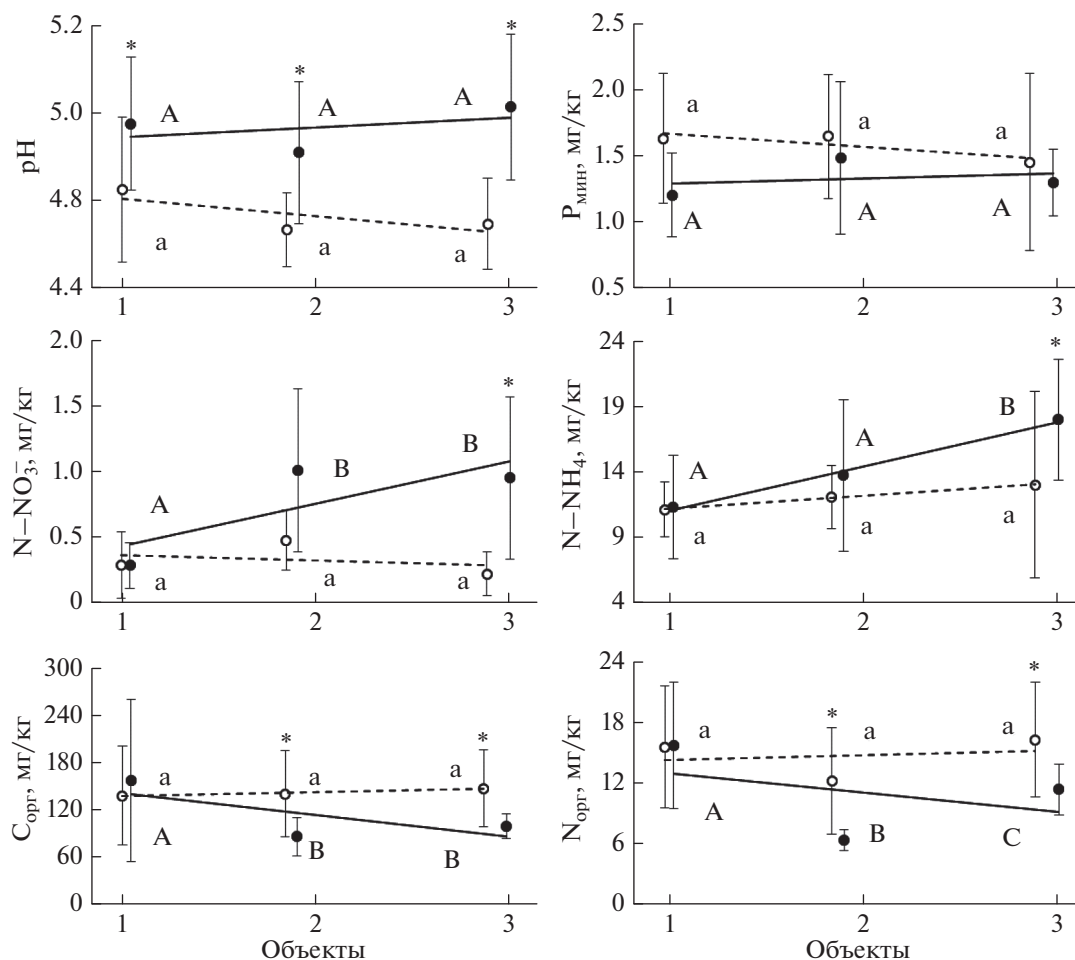 5.2
5.0
4.8
4.4
pH
* * *
A A A
a a a
1 2 3
2.5
2.0
1.5
1.0
0.5
Pмин, мг/кг
a a a
A A A
1 2 3
2.0
1.5
1.0
0.5
0
N–NO₃⁻, мг/кг
*
A B B
a a a
1 2 3
24
19
14
9
4
N–NH₄, мг/кг
*
A A B
a a a
1 2 3
300
240
180
120
60
0
Cорг, мг/кг
* *
a a a
A B B
1 2 3
Объекты
24
18
12
6
0
Nорг, мг/кг
* *
a a a
A B C
1 2 3
Объекты